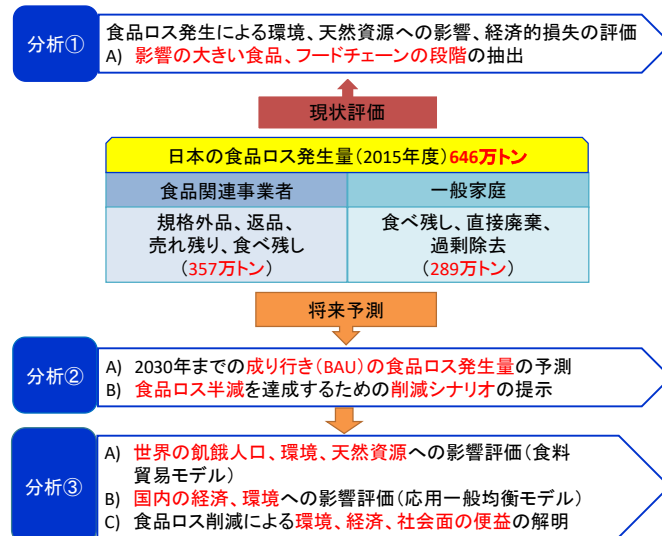 分析①
食品ロス発生による環境、天然資源への影響、経済的損失の評価
A) 影響の大きい食品、フードチェーンの段階の抽出
現状評価
日本の食品ロス発生量(2015年度)646万トン
食品関連事業者
一般家庭
規格外品、返品、
売れ残り、食べ残し
(357万トン)
食べ残し、直接廃棄、
過剰除去
(289万トン)
将来予測
分析②
A) 2030年までの成り行き(BAU)の食品ロス発生量の予測
B) 食品ロス半減を達成するための削減シナリオの提示
分析③
A) 世界の飢餓人口、環境、天然資源への影響評価(食料
貿易モデル)
B) 国内の経済、環境への影響評価(応用一般均衡モデル)
C) 食品ロス削減による環境、経済、社会面の便益の解明